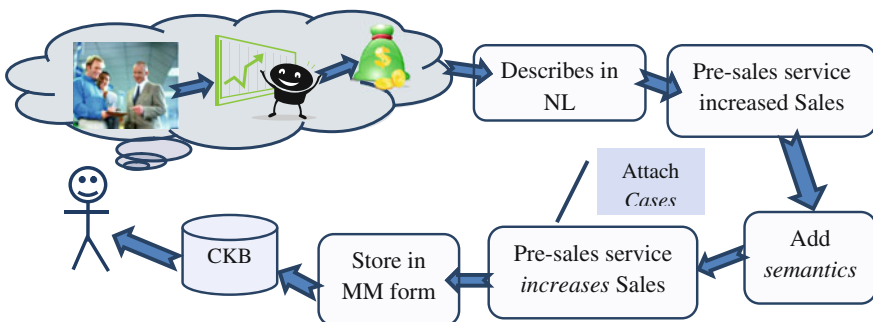 Describes in
NL
Pre-sales service
increased Sales
Add
semantics
Attach
Cases
Pre-sales service
increases Sales
Store in
MM form
CKB